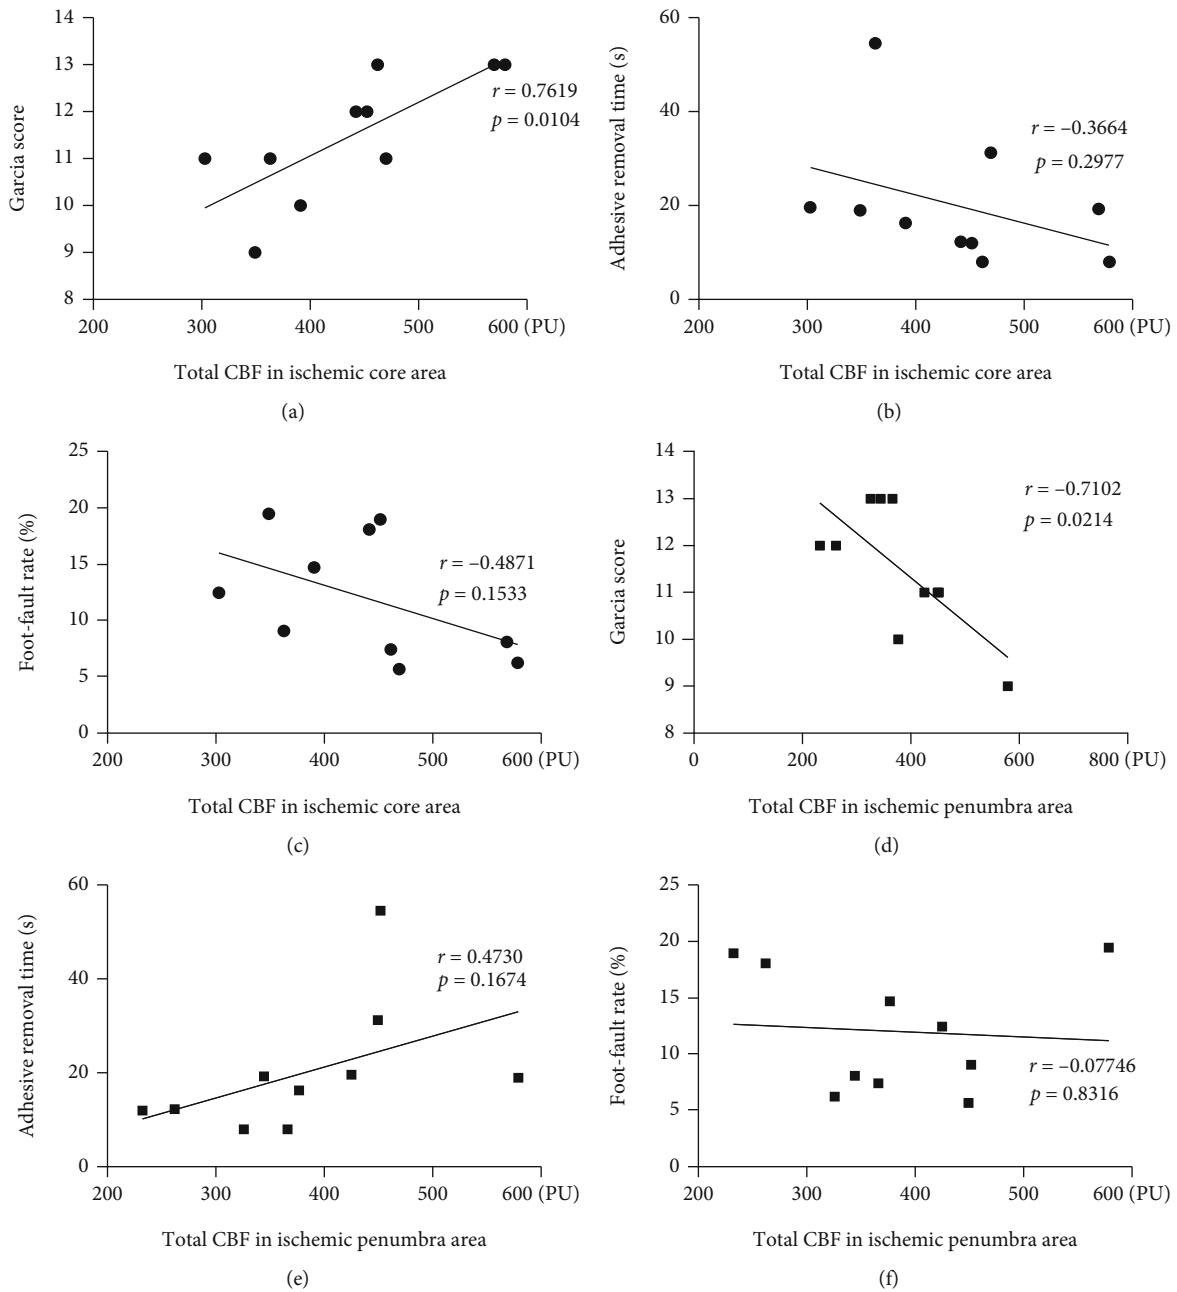 14
13
12
11
10
9
8
Garcia score
r = 0.7619
p = 0.0104
200 300 400 500 600 (PU)
Total CBF in ischemic core area
(a)
60
40
20
0
Adhesive removal time (s)
r = –0.3664
p = 0.2977
200 300 400 500 600 (PU)
Total CBF in ischemic core area
(b)
25
20
15
10
5
0
Foot-fault rate (%)
r = –0.4871
p = 0.1533
200 300 400 500 600 (PU)
Total CBF in ischemic core area
(c)
14
13
12
11
10
9
8
Garcia score
r = –0.7102
p = 0.0214
0 200 400 600 800 (PU)
Total CBF in ischemic penumbra area
(d)
60
40
20
0
Adhesive removal time (s)
r = 0.4730
p = 0.1674
200 300 400 500 600 (PU)
Total CBF in ischemic penumbra area
(e)
25
20
15
10
5
0
Foot-fault rate (%)
r = –0.07746
p = 0.8316
200 300 400 500 600 (PU)
Total CBF in ischemic penumbra area
(f)